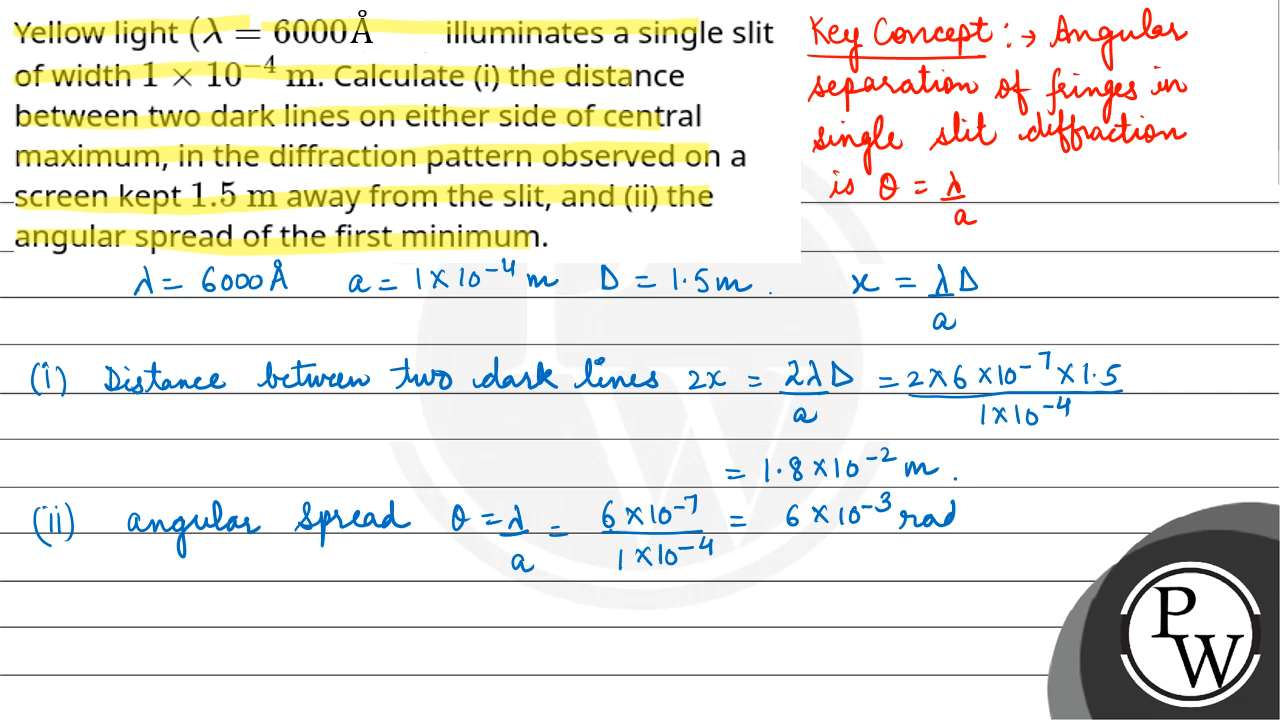 Yellow light (λ = 6000Å illuminates a single slit
of width 1 × 10⁻⁴ m. Calculate (i) the distance
between two dark lines on either side of central
maximum, in the diffraction pattern observed on a
screen kept 1.5 m away from the slit, and (ii) the
angular spread of the first minimum.
Key Concept :→ Angular
separation of fringes in
single slit diffraction
is θ = λ/a
λ = 6000Å a = 1×10⁻⁴ m D = 1.5m . x = λD/a
(i) Distance between two dark lines 2x = 2λD/a = 2×6×10⁻⁷×1.5/1×10⁻⁴
= 1.8×10⁻² m .
(ii) angular spread θ = λ/a = 6×10⁻⁷/1×10⁻⁴ = 6×10⁻³ rad
PW